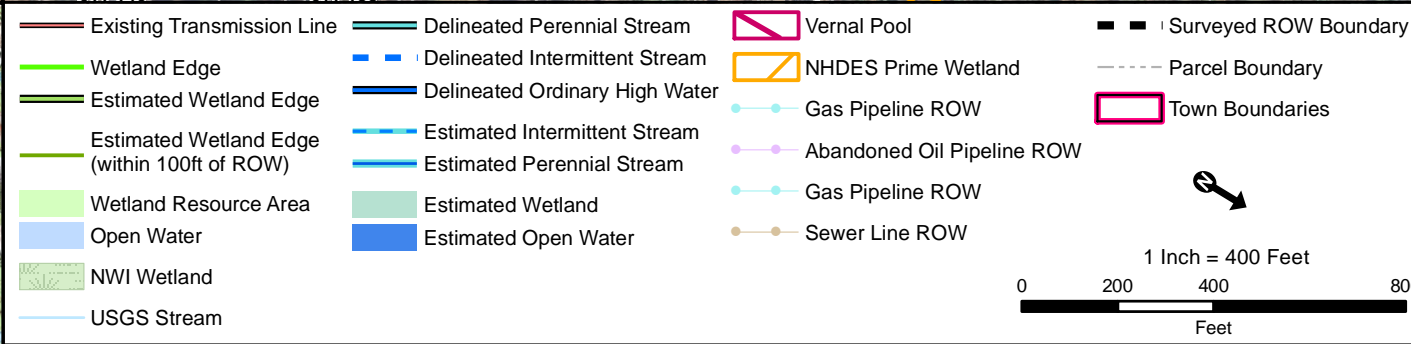 Existing Transmission Line
Wetland Edge
Estimated Wetland Edge
Estimated Wetland Edge
(within 100ft of ROW)
Wetland Resource Area
Open Water
NWI Wetland
USGS Stream
Delineated Perennial Stream
Delineated Intermittent Stream
Delineated Ordinary High Water
Estimated Intermittent Stream
Estimated Perennial Stream
Estimated Wetland
Estimated Open Water
Vernal Pool
NHDES Prime Wetland
Gas Pipeline ROW
Abandoned Oil Pipeline ROW
Gas Pipeline ROW
Sewer Line ROW
Surveyed ROW Boundary
Parcel Boundary
Town Boundaries
N
1 Inch = 400 Feet
0 200 400 80
Feet